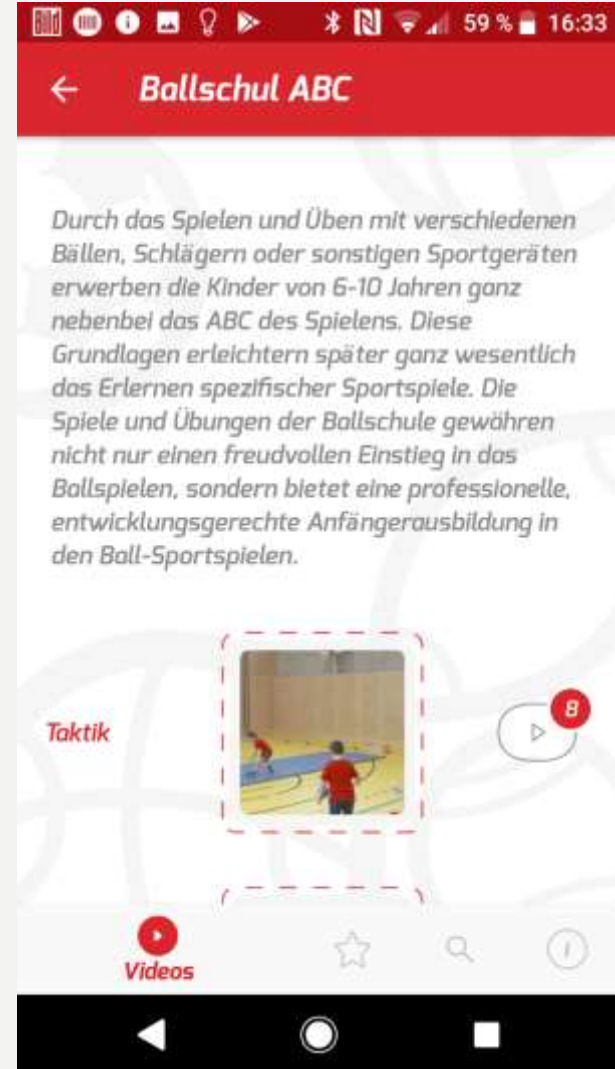 Bild
59 % 16:33
Ballschul ABC
Durch das Spielen und Üben mit verschiedenen
Bällen, Schlägern oder sonstigen Sportgeräten
erwerben die Kinder von 6-10 Jahren ganz
nebenbei das ABC des Spielens. Diese
Grundlagen erleichtern später ganz wesentlich
das Erlernen spezifischer Sportspiele. Die
Spiele und Übungen der Ballschule gewähren
nicht nur einen freudvollen Einstieg in das
Ballspielen, sondern bietet eine professionelle,
entwicklungsgerechte Anfängerausbildung in
den Ball-Sportspielen.
Taktik
8
Videos